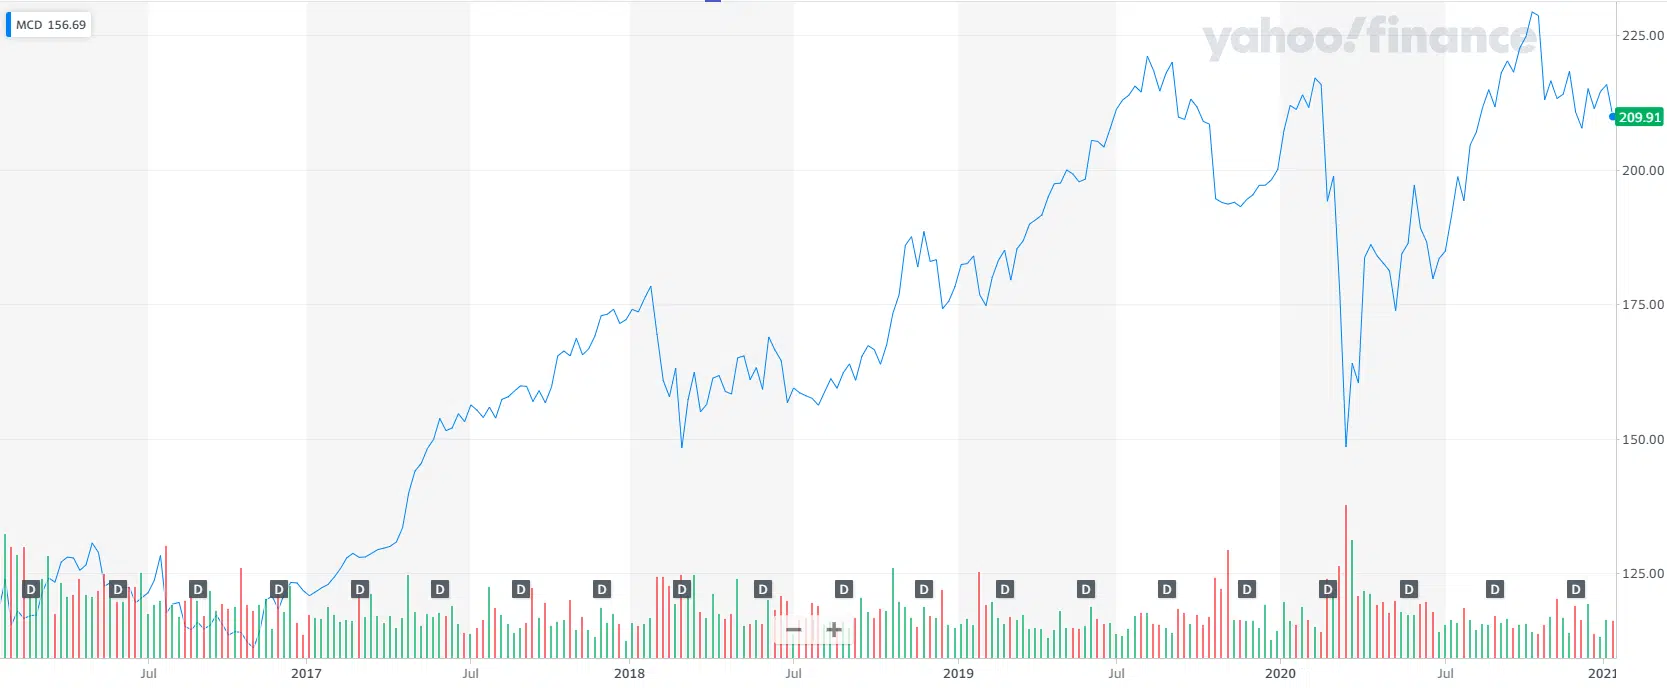 MCD 156.69
yahoo!finance
225.00
209.91
200.00
175.00
150.00
125.00
D D D D D D D D D D D D D D D D D D D D
− +
Jul 2017 Jul 2018 Jul 2019 Jul 2020 Jul 2021